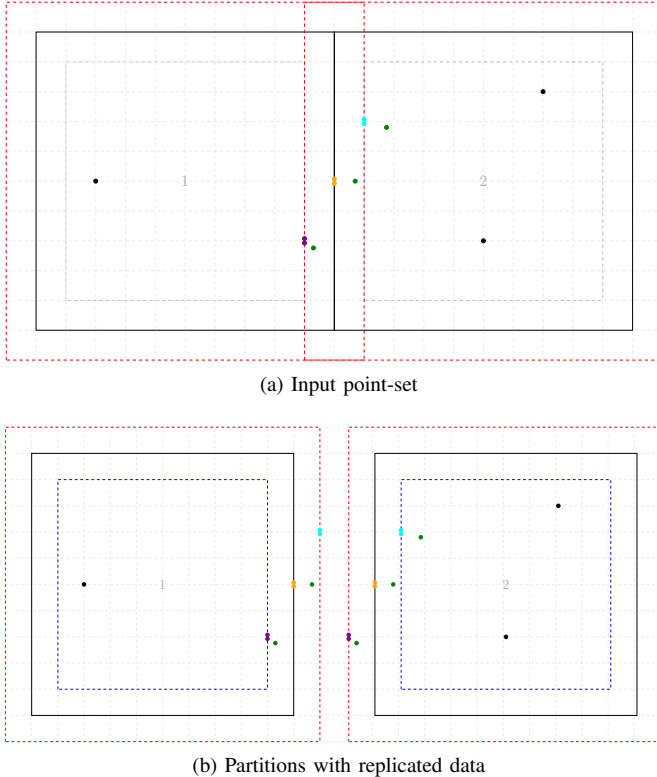 1
2
(a) Input point-set
1
2
(b) Partitions with replicated data